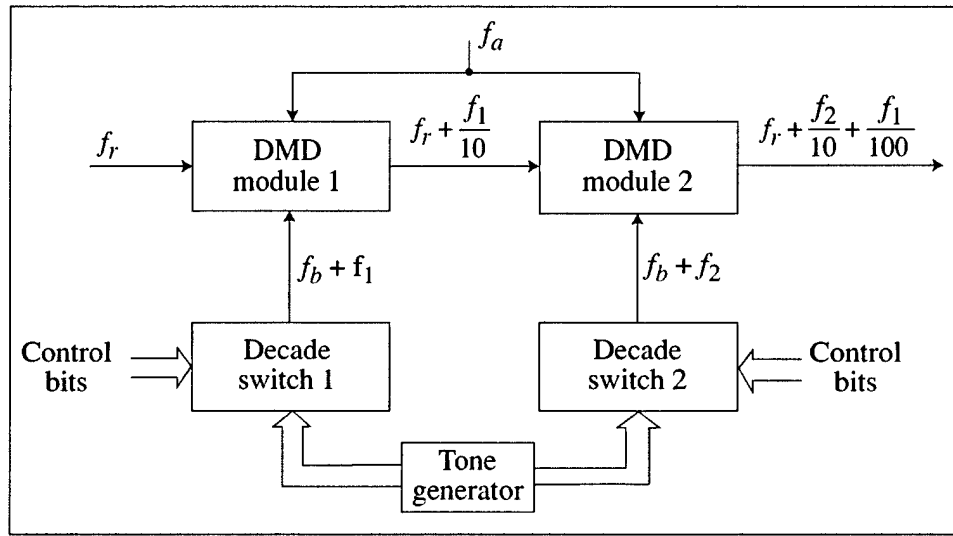 f_a
f_r
DMD
module 1
f_r + f_1/10
DMD
module 2
f_r + f_2/10 + f_1/100
f_b + f_1
f_b + f_2
Control
bits
Decade
switch 1
Decade
switch 2
Control
bits
Tone
generator